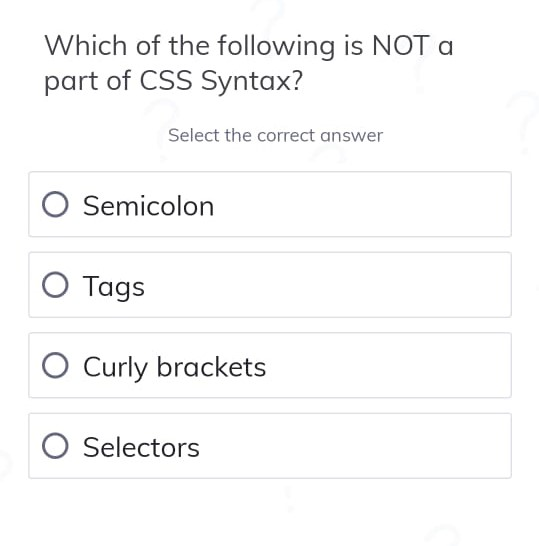 Which of the following is NOT a
part of CSS Syntax?
Select the correct answer
Semicolon
Tags
Curly brackets
Selectors